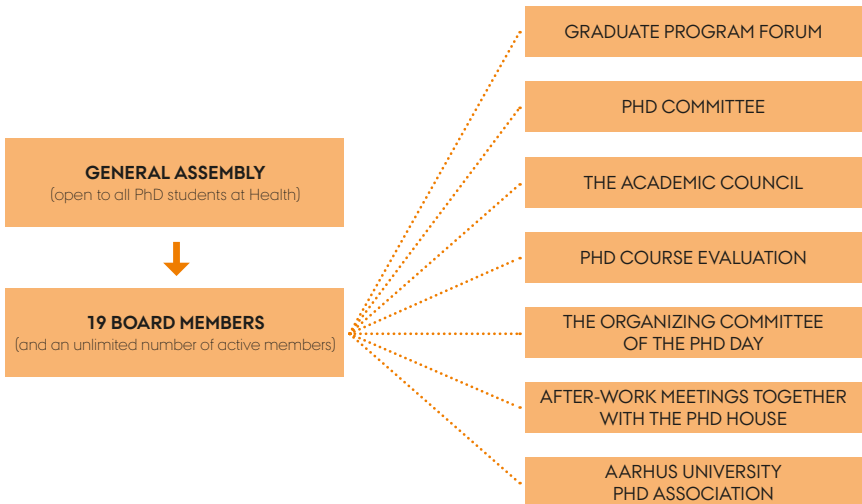 GENERAL ASSEMBLY
(open to all PhD students at Health)
19 BOARD MEMBERS
(and an unlimited number of active members)
GRADUATE PROGRAM FORUM
PHD COMMITTEE
THE ACADEMIC COUNCIL
PHD COURSE EVALUATION
THE ORGANIZING COMMITTEE
OF THE PHD DAY
AFTER-WORK MEETINGS TOGETHER
WITH THE PHD HOUSE
AARHUS UNIVERSITY
PHD ASSOCIATION